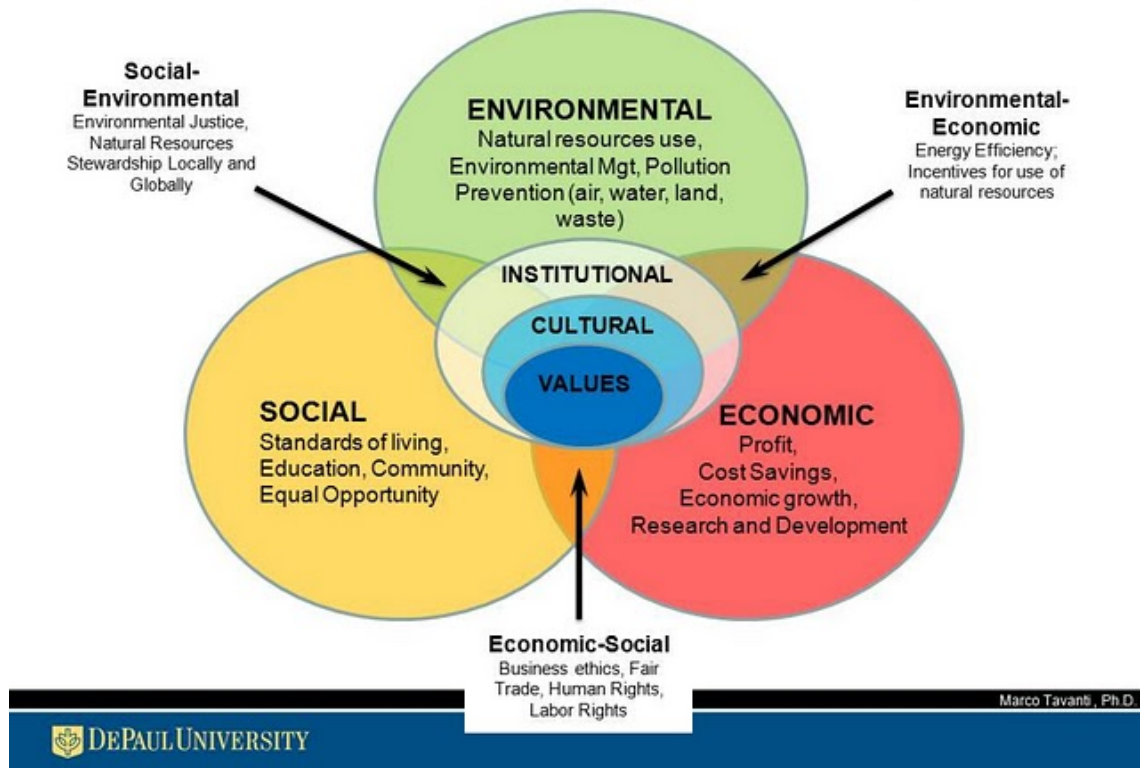 Social-
Environmental
Environmental Justice,
Natural Resources
Stewardship Locally and
Globally
ENVIRONMENTAL
Natural resources use,
Environmental Mgt, Pollution
Prevention (air, water, land,
waste)
Environmental-
Economic
Energy Efficiency;
Incentives for use of
natural resources
INSTITUTIONAL
CULTURAL
VALUES
SOCIAL
Standards of living,
Education, Community,
Equal Opportunity
ECONOMIC
Profit,
Cost Savings,
Economic growth,
Research and Development
Economic-Social
Business ethics, Fair
Trade, Human Rights,
Labor Rights
Marco Tavanti, Ph.D.
DEPAUL UNIVERSITY